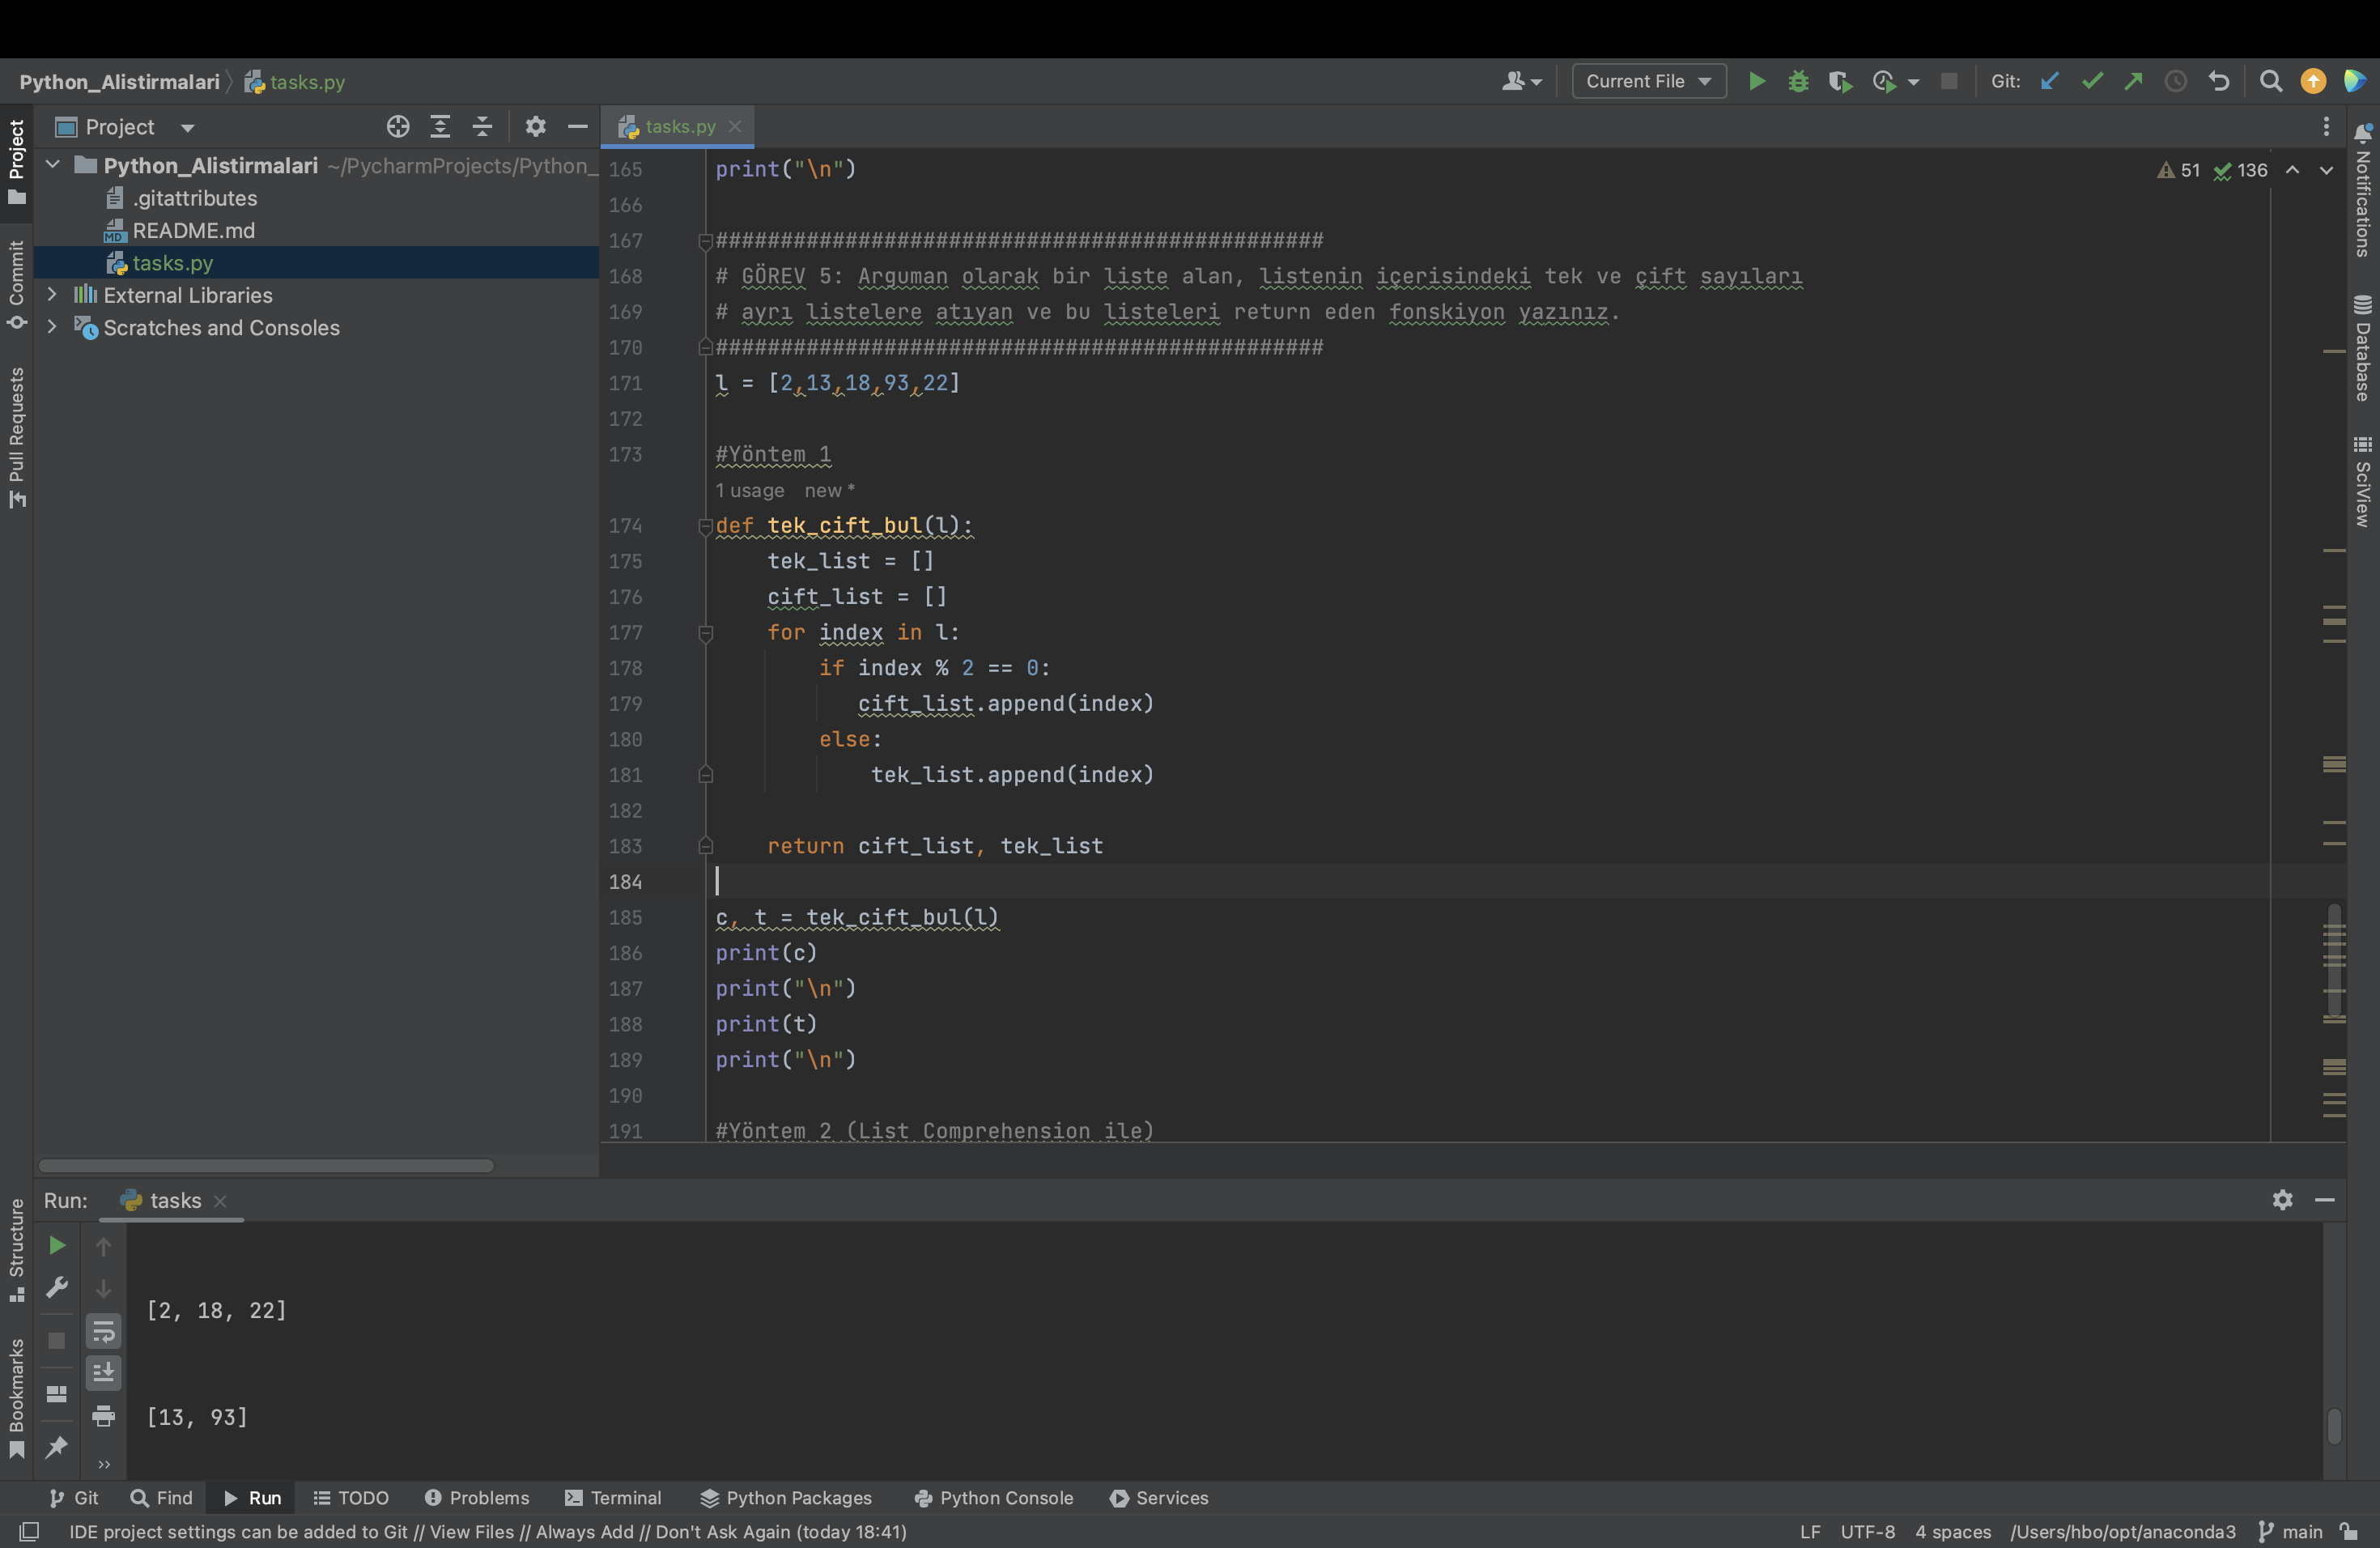 Python_Alistirmalari
tasks.py
Current File
Git:
Project
tasks.py
Python_Alistirmalari ~/PycharmProjects/Python_
.gitattributes
README.md
tasks.py
External Libraries
Scratches and Consoles
Project
Commit
Pull Requests
Structure
Bookmarks
51 136
165 print("\n")
166
167 ###############################################
168 # GÖREV 5: Arguman olarak bir liste alan, listenin içerisindeki tek ve çift sayıları
169 # ayrı listelere atıyan ve bu listeleri return eden fonskiyon yazınız.
170 ###############################################
171 l = [2,13,18,93,22]
172
173 #Yöntem 1
1 usage new *
174 def tek_cift_bul(l):
175 tek_list = []
176 cift_list = []
177 for index in l:
178 if index % 2 == 0:
179 cift_list.append(index)
180 else:
181 tek_list.append(index)
182
183 return cift_list, tek_list
184
185 c, t = tek_cift_bul(l)
186 print(c)
187 print("\n")
188 print(t)
189 print("\n")
190
191 #Yöntem 2 (List Comprehension ile)
Notifications
Database
SciView
Run: tasks
[2, 18, 22]
[13, 93]
Git Find Run TODO Problems Terminal Python Packages Python Console Services
IDE project settings can be added to Git // View Files // Always Add // Don't Ask Again (today 18:41)
LF UTF-8 4 spaces /Users/hbo/opt/anaconda3 main